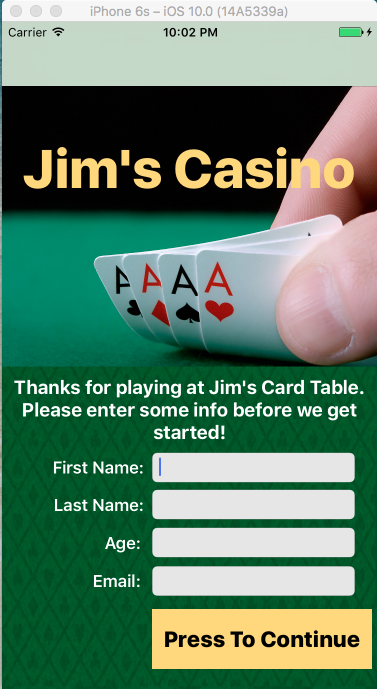 iPhone 6s – iOS 10.0 (14A5339a)
Carrier 10:02 PM
Jim's Casino
A A A A
Thanks for playing at Jim's Card Table.
Please enter some info before we get
started!
First Name:
Last Name:
Age:
Email:
Press To Continue